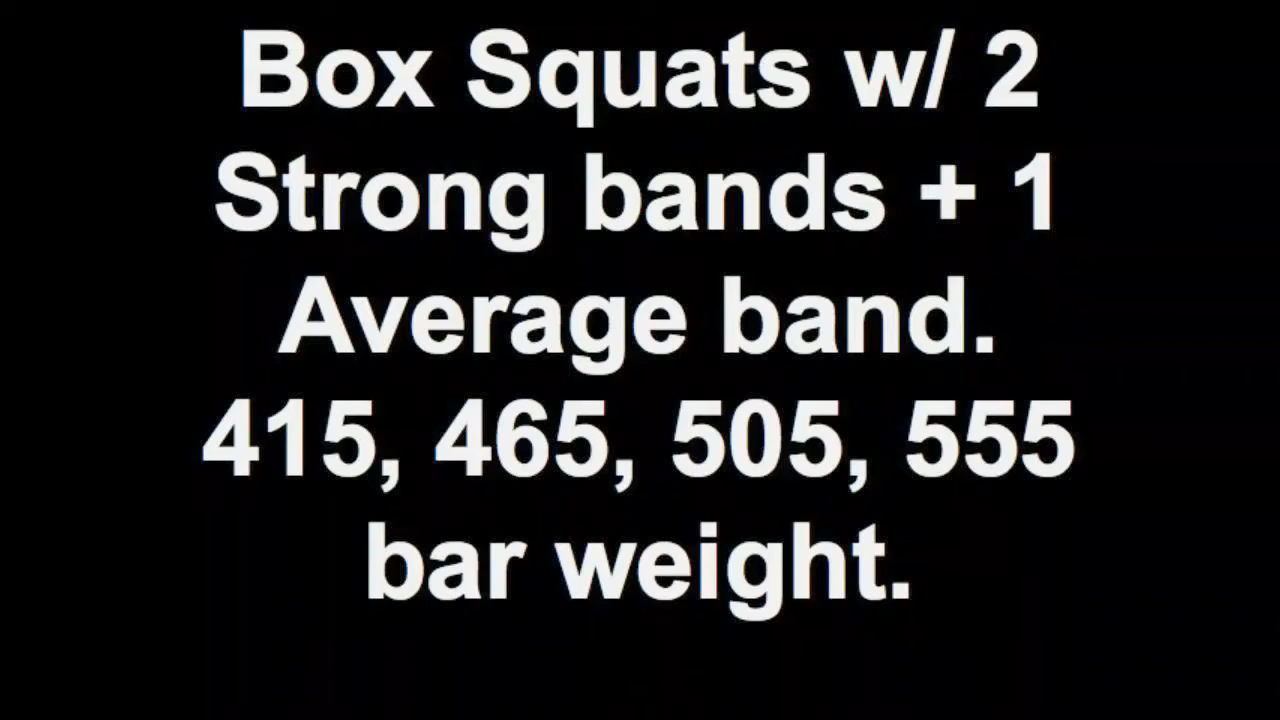 Box Squats w/ 2
Strong bands + 1
Average band.
415, 465, 505, 555
bar weight.